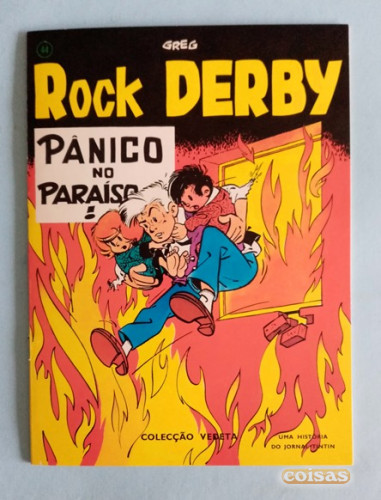 44
GREG
ROCK DERBY
PÂNICO
NO
PARAÍSO
!
COLECÇÃO VEDETA
UMA HISTÓRIA
DO JORNAL TINTIN
coisas